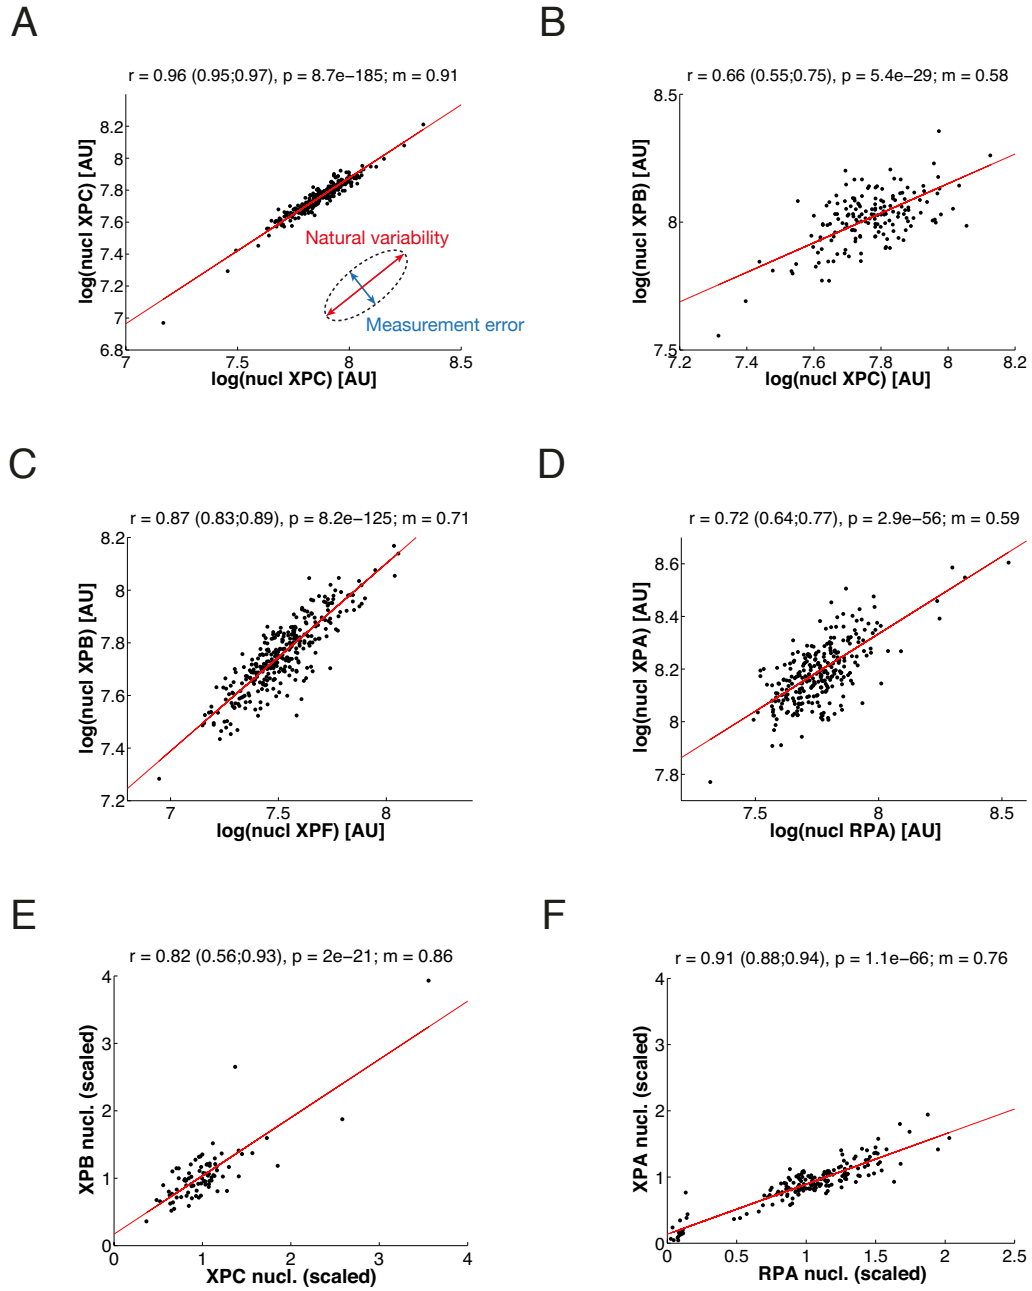 A
r = 0.96 (0.95;0.97), p = 8.7e−185; m = 0.91
log(nucl XPC) [AU]
8.2
8
7.8
7.6
7.4
7.2
7
6.8
Natural variability
Measurement error
7
7.5
8
8.5
log(nucl XPC) [AU]
B
r = 0.66 (0.55;0.75), p = 5.4e−29; m = 0.58
log(nucl XPB) [AU]
8.5
8
7.5
7.2
7.4
7.6
7.8
8
8.2
log(nucl XPC) [AU]
C
r = 0.87 (0.83;0.89), p = 8.2e−125; m = 0.71
log(nucl XPB) [AU]
8.2
8
7.8
7.6
7.4
7.2
7
7.5
8
log(nucl XPF) [AU]
D
r = 0.72 (0.64;0.77), p = 2.9e−56; m = 0.59
log(nucl XPA) [AU]
8.6
8.4
8.2
8
7.8
7.5
8
8.5
log(nucl RPA) [AU]
E
r = 0.82 (0.56;0.93), p = 2e−21; m = 0.86
XPB nucl. (scaled)
4
3
2
1
0
0
1
2
3
4
XPC nucl. (scaled)
F
r = 0.91 (0.88;0.94), p = 1.1e−66; m = 0.76
XPA nucl. (scaled)
4
3
2
1
0
0
0.5
1
1.5
2
2.5
RPA nucl. (scaled)